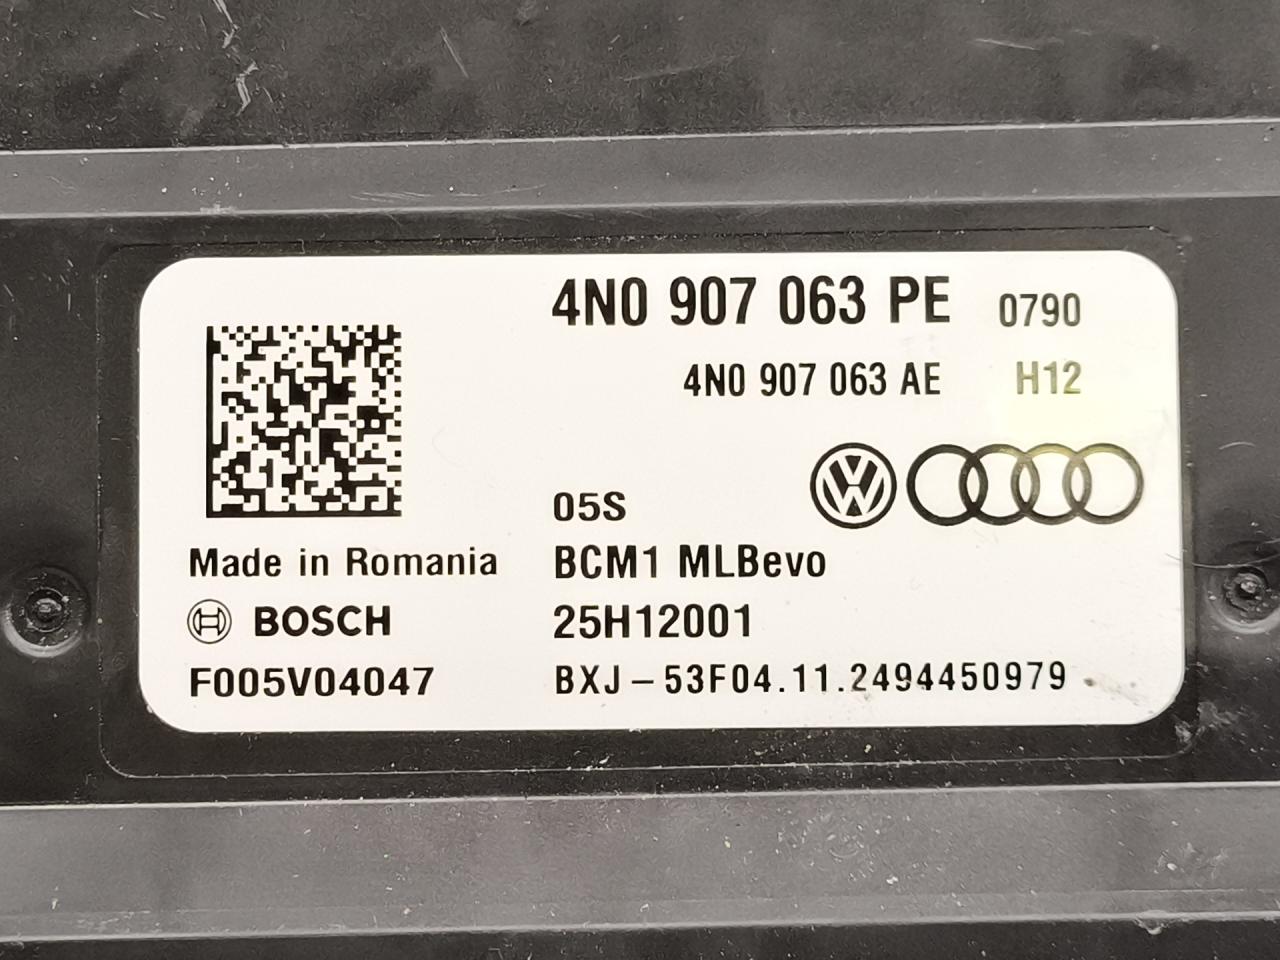 4N0 907 063 PE 0790
4N0 907 063 AE H12
05S
Made in Romania BCM1 MLBevo
BOSCH 25H12001
F005V04047 BXJ-53F04.11.2494450979